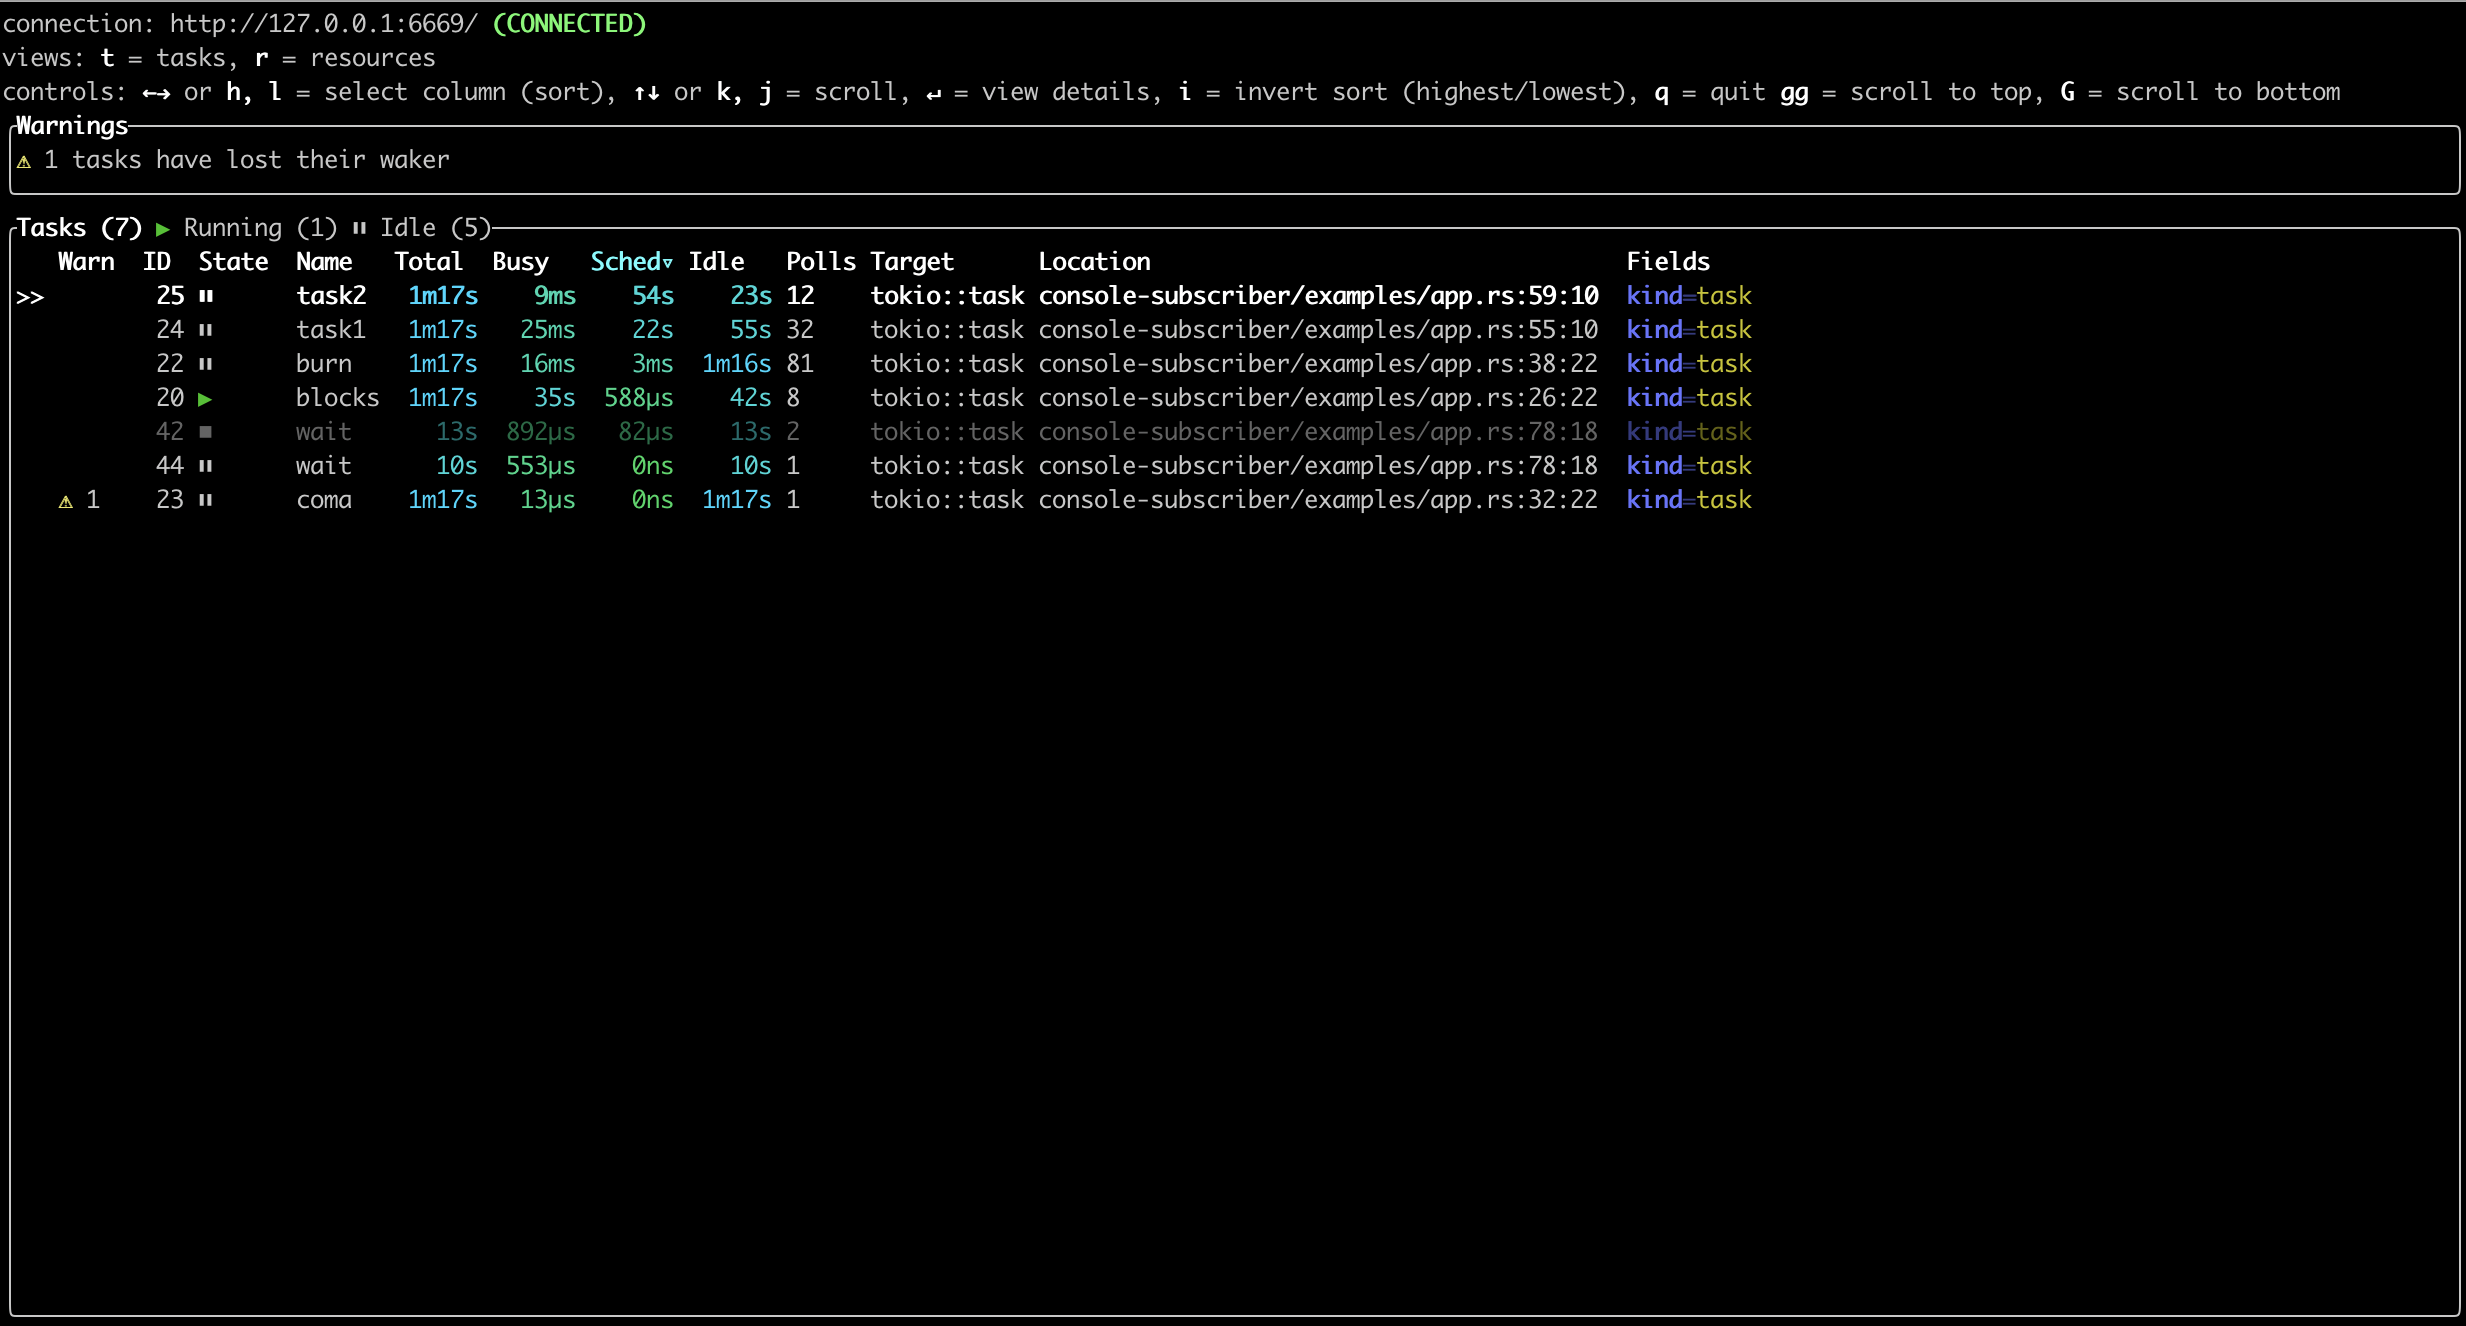 connection: http://127.0.0.1:6669/ (CONNECTED)
views: t = tasks, r = resources
controls: ←→ or h, l = select column (sort), ↑↓ or k, j = scroll, ↵ = view details, i = invert sort (highest/lowest), q = quit gg = scroll to top, G = scroll to bottom
Warnings
⚠ 1 tasks have lost their waker
Tasks (7) ▶ Running (1) ⏸ Idle (5)
Warn ID State Name Total Busy Sched▿ Idle Polls Target Location Fields
>> 25 ⏸ task2 1m17s 9ms 54s 23s 12 tokio::task console-subscriber/examples/app.rs:59:10 kind=task
24 ⏸ task1 1m17s 25ms 22s 55s 32 tokio::task console-subscriber/examples/app.rs:55:10 kind=task
22 ⏸ burn 1m17s 16ms 3ms 1m16s 81 tokio::task console-subscriber/examples/app.rs:38:22 kind=task
20 ▶ blocks 1m17s 35s 588µs 42s 8 tokio::task console-subscriber/examples/app.rs:26:22 kind=task
42 ⏹ wait 13s 892µs 82µs 13s 2 tokio::task console-subscriber/examples/app.rs:78:18 kind=task
44 ⏸ wait 10s 553µs 0ns 10s 1 tokio::task console-subscriber/examples/app.rs:78:18 kind=task
⚠ 1 23 ⏸ coma 1m17s 13µs 0ns 1m17s 1 tokio::task console-subscriber/examples/app.rs:32:22 kind=task